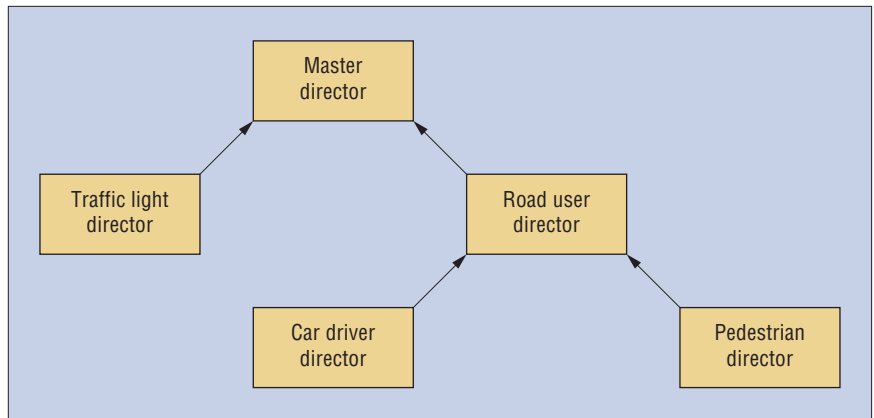 Master
director
Traffic light
director
Road user
director
Car driver
director
Pedestrian
director